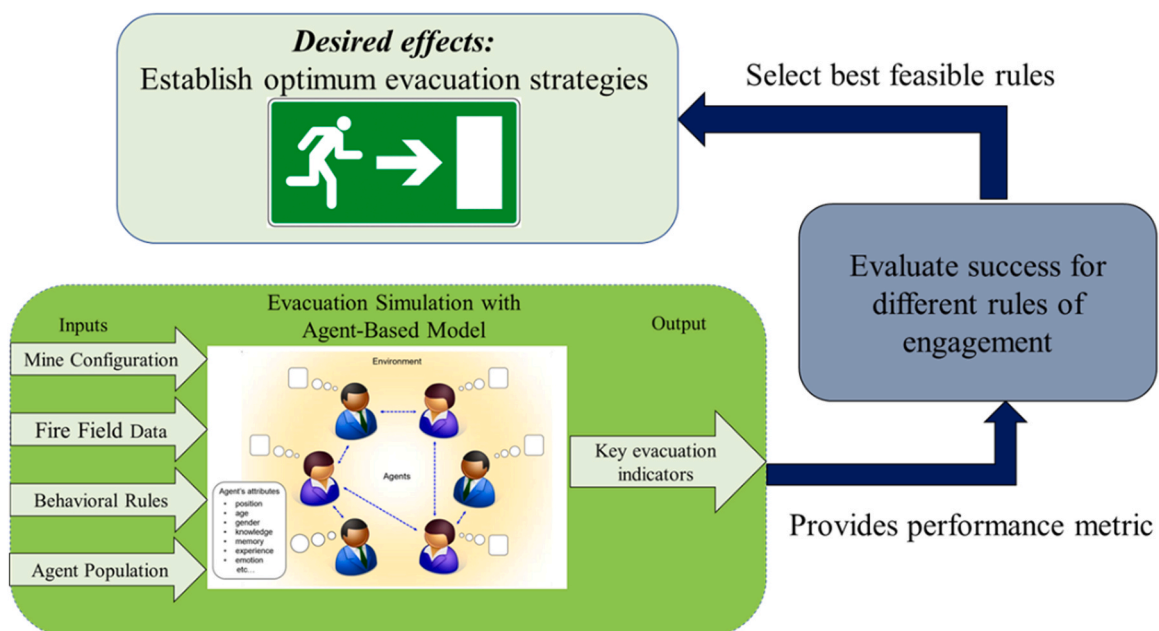 Desired effects:
Establish optimum evacuation strategies
Select best feasible rules
Evaluate success for
different rules of
engagement
Provides performance metric
Evacuation Simulation with
Agent-Based Model
Inputs
Output
Mine Configuration
Fire Field Data
Behavioral Rules
Agent Population
Environment
Agents
Agent's attributes
• position
• age
• gender
• knowledge
• memory
• experience
• emotion
etc...
Key evacuation
indicators